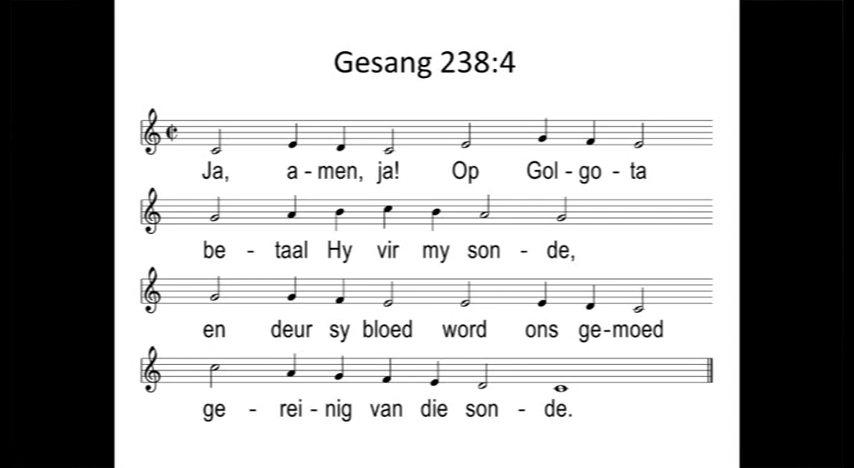 Gesang 238:4
Ja, a - men, ja! Op Gol - go - ta
be - taal Hy vir my son - de,
en deur sy bloed word ons ge-moed
ge - rei - nig van die son - de.